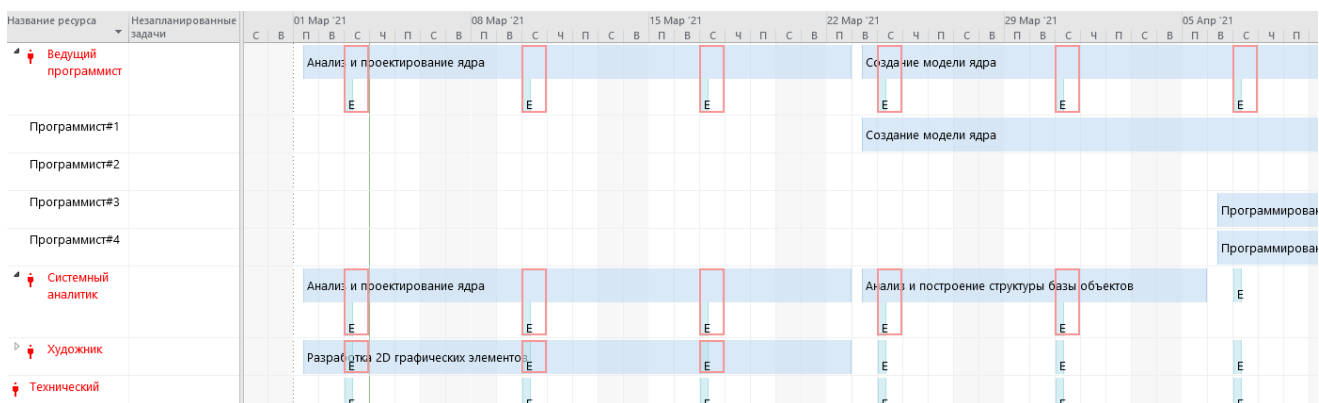 Название ресурса Незапланированные задачи 01 Мар '21 08 Мар '21 15 Мар '21 22 Мар '21 29 Мар '21 05 Апр '21
С В П В С Ч П С В П В С Ч П С В П В С Ч П С В П В С Ч П С В П В С Ч П С В П В С Ч П
Ведущий
программист
Анализ и проектирование ядра Создание модели ядра
Е Е Е Е Е Е
Программист#1 Создание модели ядра
Программист#2
Программист#3 Программирован
Программист#4 Программирован
Системный
аналитик
Анализ и проектирование ядра Анализ и построение структуры базы объектов Е
Е Е Е Е Е
Художник Разработка 2D графических элементов
Е Е Е Е Е Е
Технический
Е Е Е Е Е Е